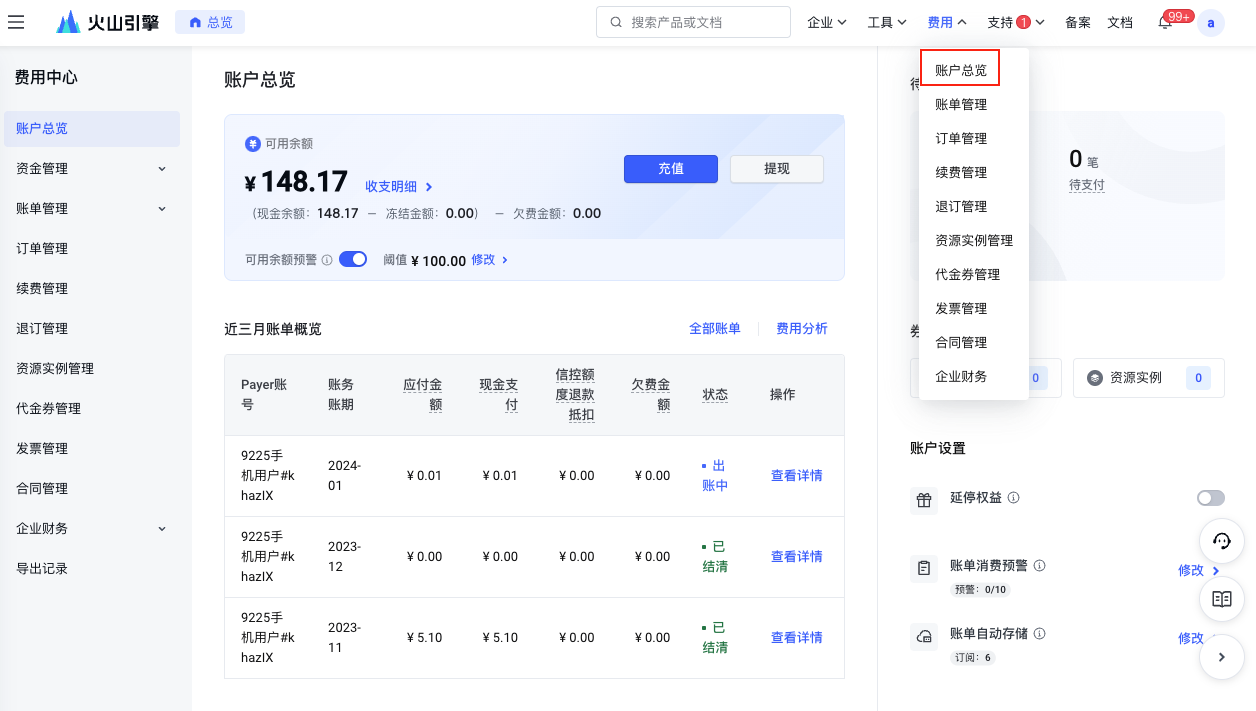 火山引擎
总览
搜索产品或文档
企业
工具
费用
支持 1
备案
文档
99+
a
费用中心
账户总览
资金管理
账单管理
订单管理
续费管理
退订管理
资源实例管理
代金券管理
发票管理
合同管理
企业财务
导出记录
账户总览
¥ 可用余额
¥ 148.17 收支明细
充值
提现
(现金余额: 148.17 – 冻结金额: 0.00) – 欠费金额: 0.00
可用余额预警 阈值 ¥ 100.00 修改
近三月账单概览
全部账单
费用分析
Payer账
号
账务
账期
应付金
额
现金支
付
信控额
度退款
抵扣
欠费金
额
状态
操作
9225手
机用户#k
hazIX
2024-
01
¥ 0.01
¥ 0.01
¥ 0.00
¥ 0.00
出
账中
查看详情
9225手
机用户#k
hazIX
2023-
12
¥ 0.00
¥ 0.00
¥ 0.00
¥ 0.00
已
结清
查看详情
9225手
机用户#k
hazIX
2023-
11
¥ 5.10
¥ 5.10
¥ 0.00
¥ 0.00
已
结清
查看详情
账户总览
账单管理
订单管理
续费管理
退订管理
资源实例管理
代金券管理
发票管理
合同管理
企业财务
待
0 笔
待支付
券
0
资源实例 0
账户设置
延停权益
账单消费预警
预警: 0/10
修改
账单自动存储
订阅: 6
修改